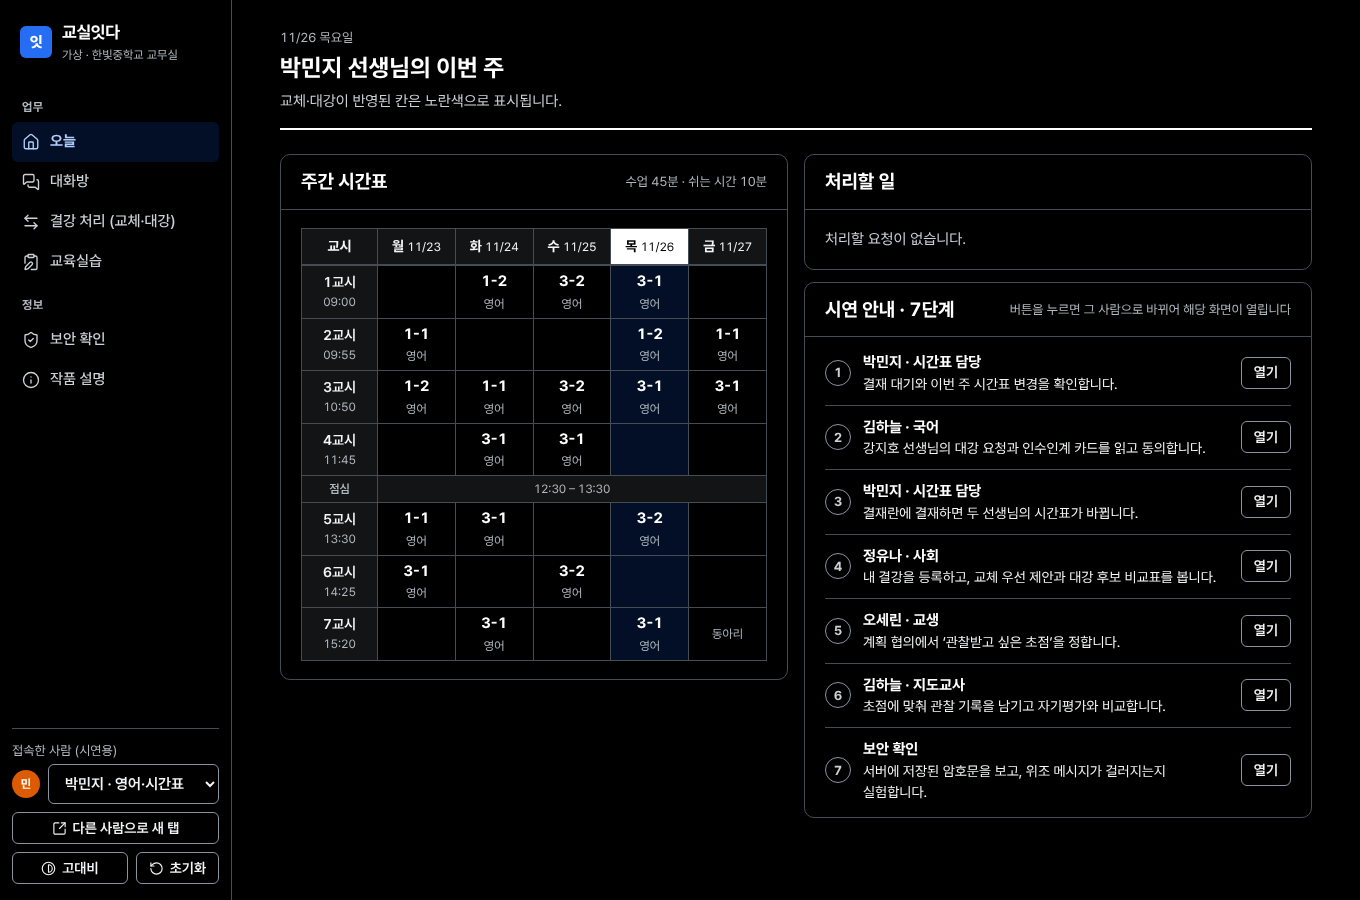 잇
교실잇다
가상 · 한빛중학교 교무실
업무
오늘
대화방
결강 처리 (교체·대강)
교육실습
정보
보안 확인
작품 설명
접속한 사람 (시연용)
민
박민지 · 영어·시간표
다른 사람으로 새 탭
고대비
초기화
11/26 목요일
박민지 선생님의 이번 주
교체·대강이 반영된 칸은 노란색으로 표시됩니다.
주간 시간표
수업 45분 · 쉬는 시간 10분
교시 월 11/23 화 11/24 수 11/25 목 11/26 금 11/27
1교시 1-2 3-2 3-1
09:00 영어 영어 영어
2교시 1-1 1-2 1-1
09:55 영어 영어 영어
3교시 1-2 1-1 3-2 3-1 3-1
10:50 영어 영어 영어 영어 영어
4교시 3-1 3-1
11:45 영어 영어
점심 12:30 – 13:30
5교시 1-1 3-1 3-2
13:30 영어 영어 영어
6교시 3-1 3-2
14:25 영어 영어
7교시 3-1 3-1 동아리
15:20 영어 영어
처리할 일
처리할 요청이 없습니다.
시연 안내 · 7단계
버튼을 누르면 그 사람으로 바뀌어 해당 화면이 열립니다
1
박민지 · 시간표 담당
결재 대기와 이번 주 시간표 변경을 확인합니다.
열기
2
김하늘 · 국어
강지호 선생님의 대강 요청과 인수인계 카드를 읽고 동의합니다.
열기
3
박민지 · 시간표 담당
결재란에 결재하면 두 선생님의 시간표가 바뀝니다.
열기
4
정유나 · 사회
내 결강을 등록하고, 교체 우선 제안과 대강 후보 비교표를 봅니다.
열기
5
오세린 · 교생
계획 협의에서 ‘관찰받고 싶은 초점’을 정합니다.
열기
6
김하늘 · 지도교사
초점에 맞춰 관찰 기록을 남기고 자기평가와 비교합니다.
열기
7
보안 확인
서버에 저장된 암호문을 보고, 위조 메시지가 걸러지는지
실험합니다.
열기